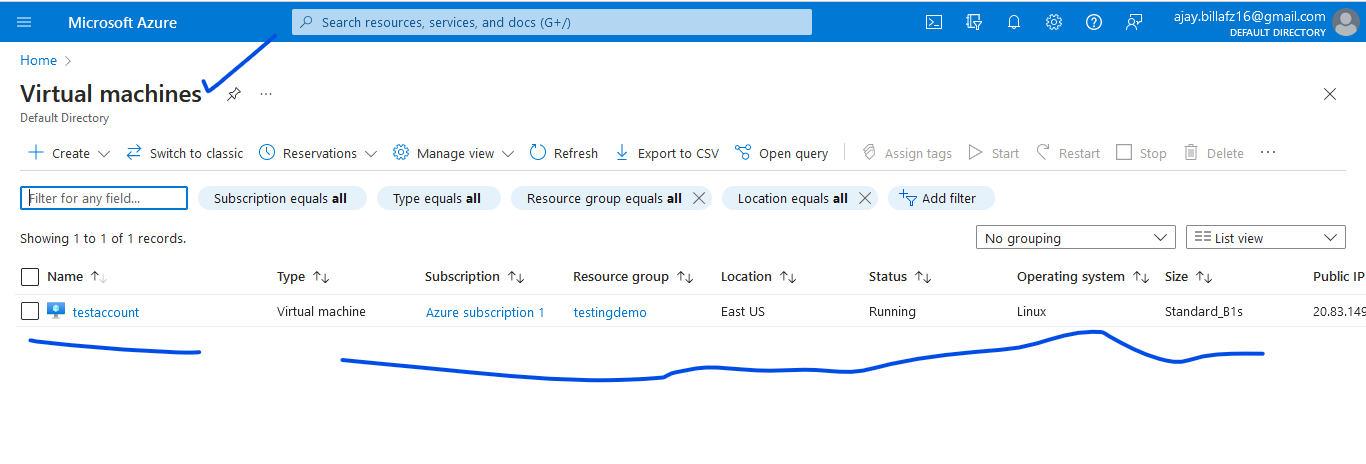 Microsoft Azure
Search resources, services, and docs (G+/)
ajay.billafz16@gmail.com
DEFAULT DIRECTORY
Home
Virtual machines
Default Directory
Create Switch to classic Reservations Manage view Refresh Export to CSV Open query Assign tags Start Restart Stop Delete
Filter for any field... Subscription equals all Type equals all Resource group equals all Location equals all Add filter
Showing 1 to 1 of 1 records. No grouping List view
Name Type Subscription Resource group Location Status Operating system Size Public IP
testaccount Virtual machine Azure subscription 1 testingdemo East US Running Linux Standard_B1s 20.83.149